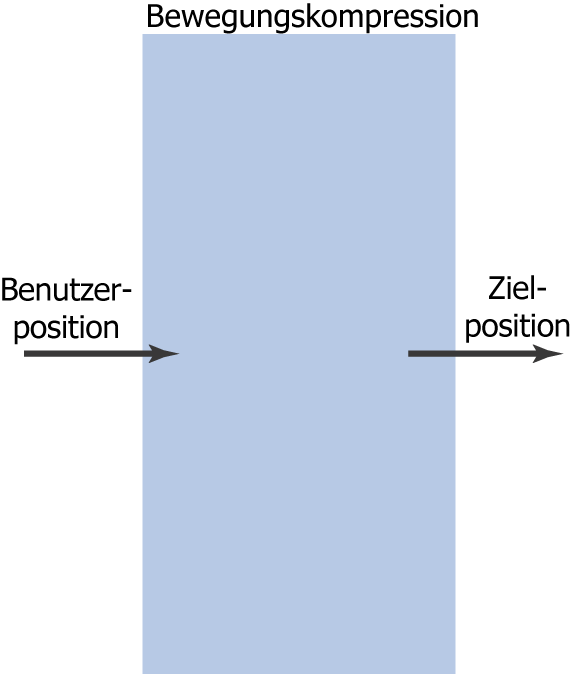 Bewegungskompression
Benutzer-
position
Ziel-
position